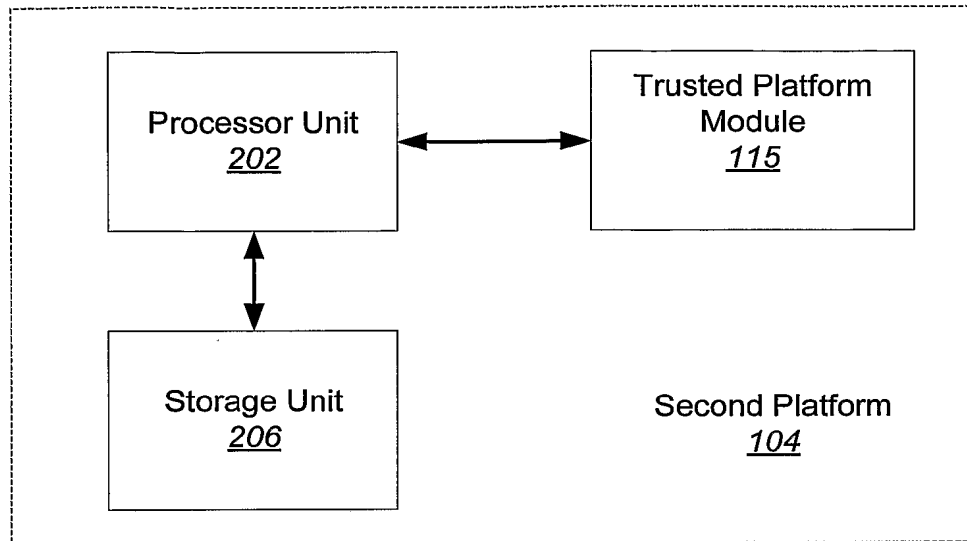 Processor Unit
202
Trusted Platform
Module
115
Storage Unit
206
Second Platform
104